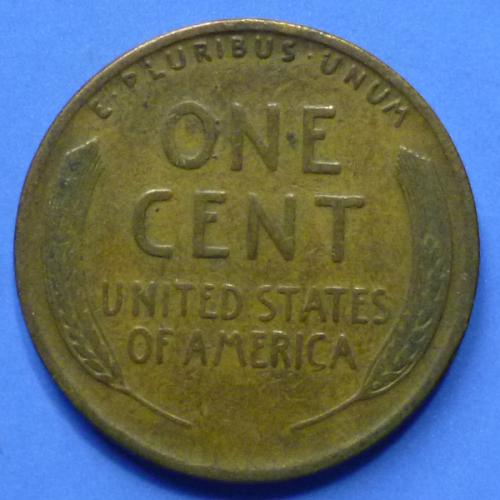 E · PLURIBUS · UNUM
ONE
CENT
UNITED STATES
OF AMERICA